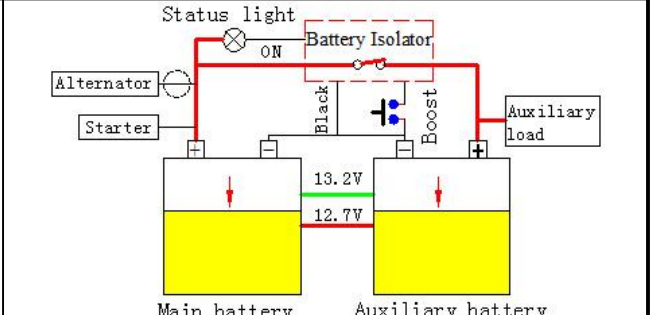 Status light
ON
Battery Isolator
Alternator
Starter
Black
Boost
Auxiliary
load
+
−
−
+
13.2V
12.7V
Main battery
Auxiliary battery